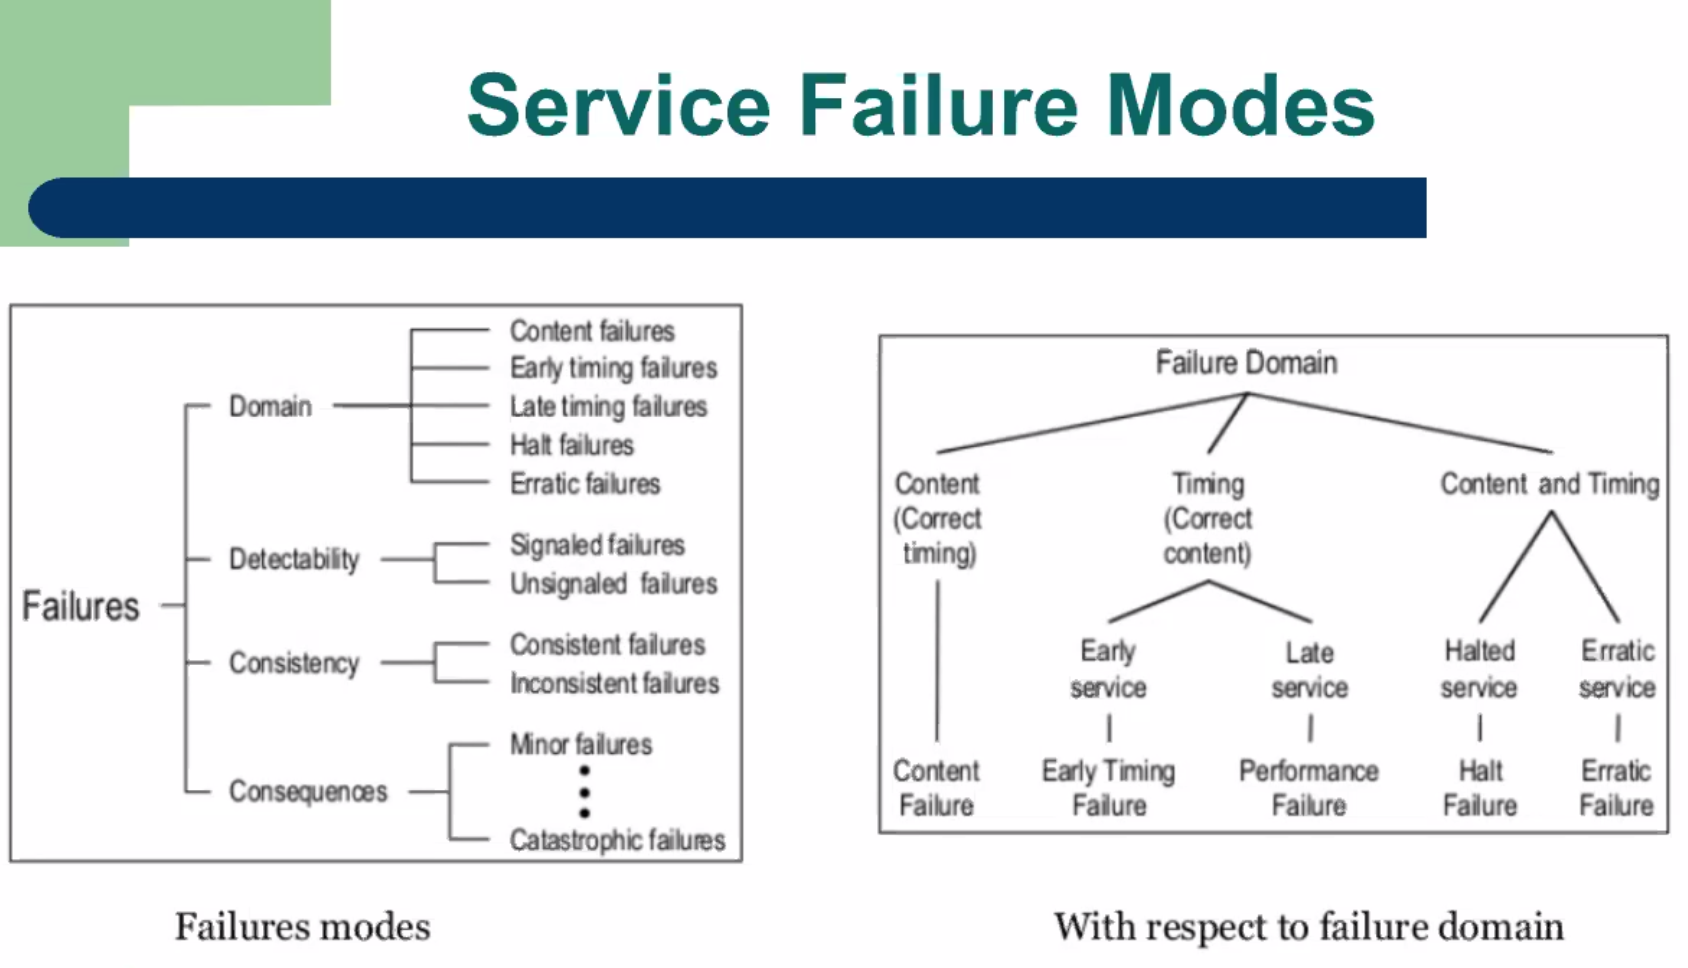 Service Failure Modes
Failures
Domain
Content failures
Early timing failures
Late timing failures
Halt failures
Erratic failures
Detectability
Signaled failures
Unsignaled failures
Consistency
Consistent failures
Inconsistent failures
Consequences
Minor failures
Catastrophic failures
Failures modes
Failure Domain
Content
(Correct
timing)
Timing
(Correct
content)
Content and Timing
Early
service
Late
service
Halted
service
Erratic
service
Content
Failure
Early Timing
Failure
Performance
Failure
Halt
Failure
Erratic
Failure
With respect to failure domain